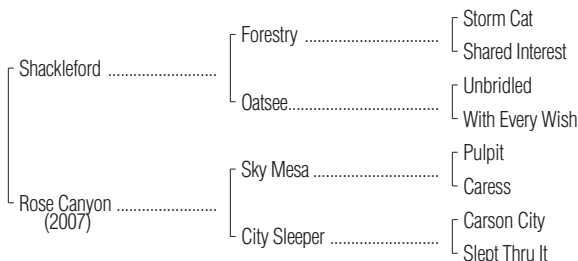 Storm Cat
Forestry ................................
Shared Interest
Shackleford ..........................
Unbridled
Oatsee....................................
With Every Wish
Pulpit
Sky Mesa ..............................
Caress
Rose Canyon ........................
(2007)
Carson City
City Sleeper ..........................
Slept Thru It